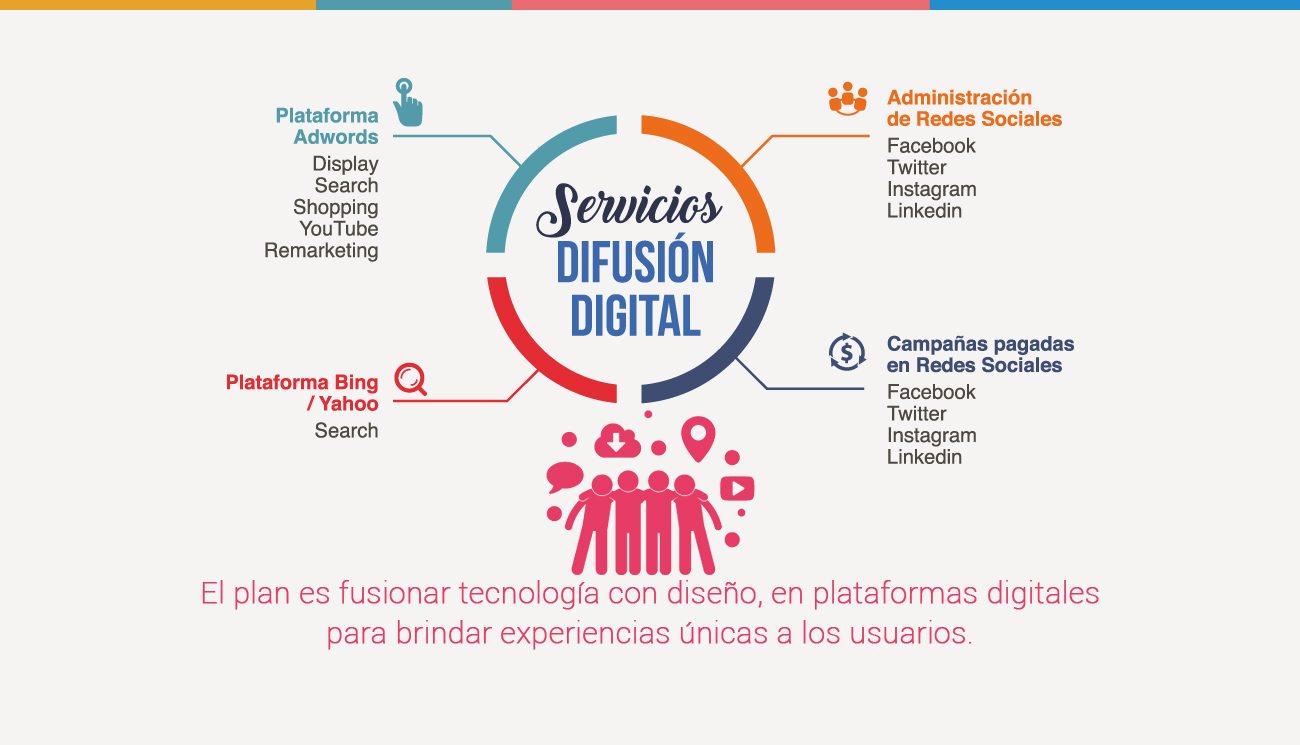 Plataforma
Adwords
Display
Search
Shopping
YouTube
Remarketing
Administración
de Redes Sociales
Facebook
Twitter
Instagram
Linkedin
Servicios
DIFUSIÓN
DIGITAL
Plataforma Bing
/ Yahoo
Search
$
Campañas pagadas
en Redes Sociales
Facebook
Twitter
Instagram
Linkedin
El plan es fusionar tecnología con diseño, en plataformas digitales
para brindar experiencias únicas a los usuarios.